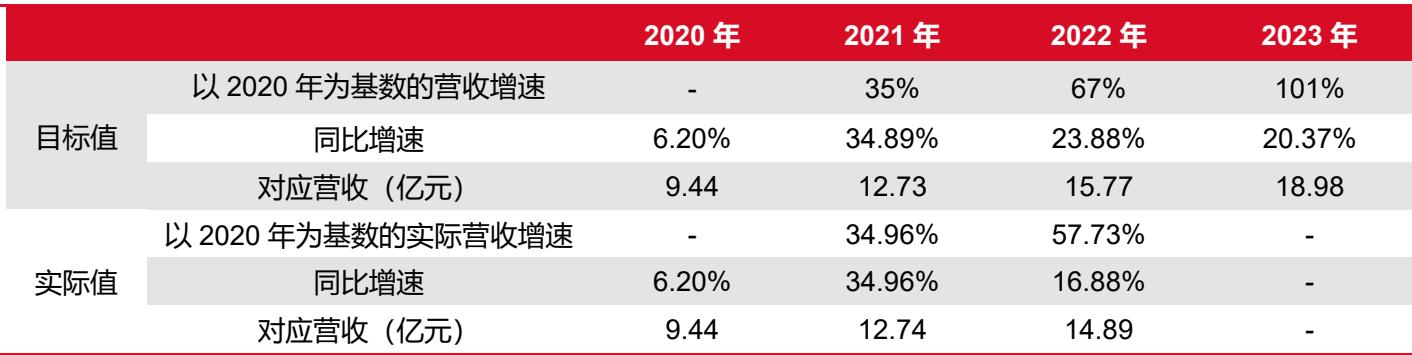 2020 年 2021 年 2022 年 2023 年
目标值
以 2020 年为基数的营收增速 - 35% 67% 101%
同比增速 6.20% 34.89% 23.88% 20.37%
对应营收（亿元） 9.44 12.73 15.77 18.98
实际值
以 2020 年为基数的实际营收增速 - 34.96% 57.73% -
同比增速 6.20% 34.96% 16.88% -
对应营收（亿元） 9.44 12.74 14.89 -